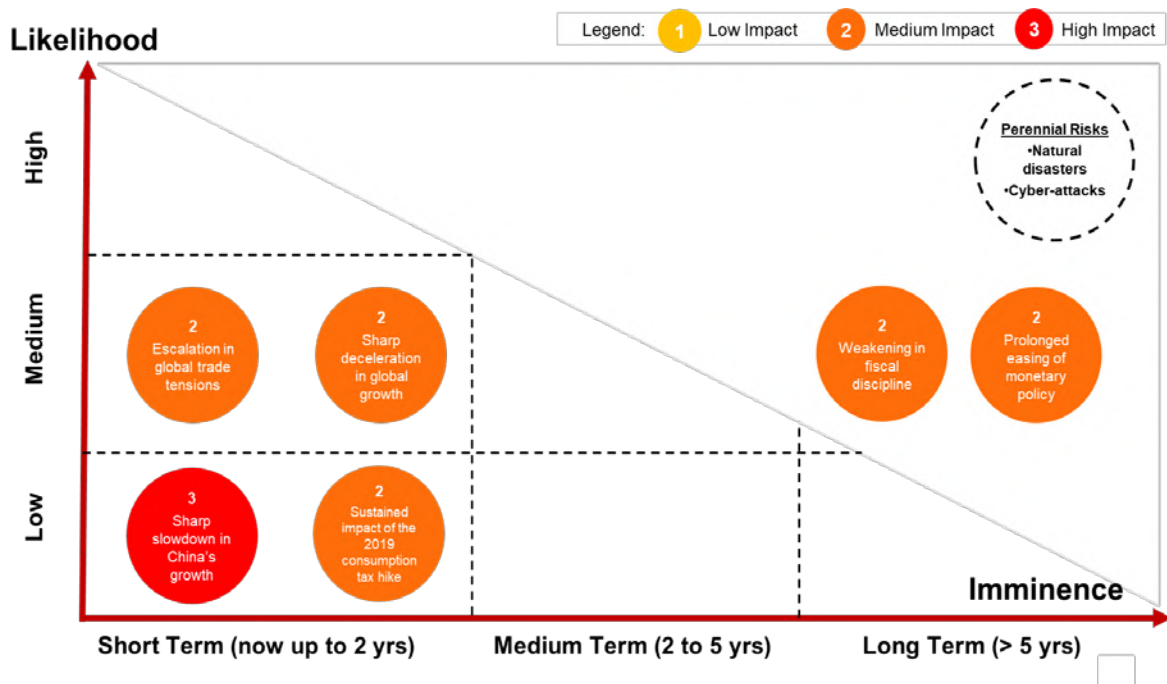 Legend: 1 Low Impact 2 Medium Impact 3 High Impact
Likelihood
High
Perennial Risks
•Natural
disasters
•Cyber-attacks
Medium
2
Escalation in
global trade
tensions
2
Sharp
deceleration
in global
growth
2
Weakening in
fiscal
discipline
2
Prolonged
easing of
monetary
policy
Low
3
Sharp
slowdown in
China's
growth
2
Sustained
impact of the
2019
consumption
tax hike
Imminence
Short Term (now up to 2 yrs)
Medium Term (2 to 5 yrs)
Long Term (> 5 yrs)